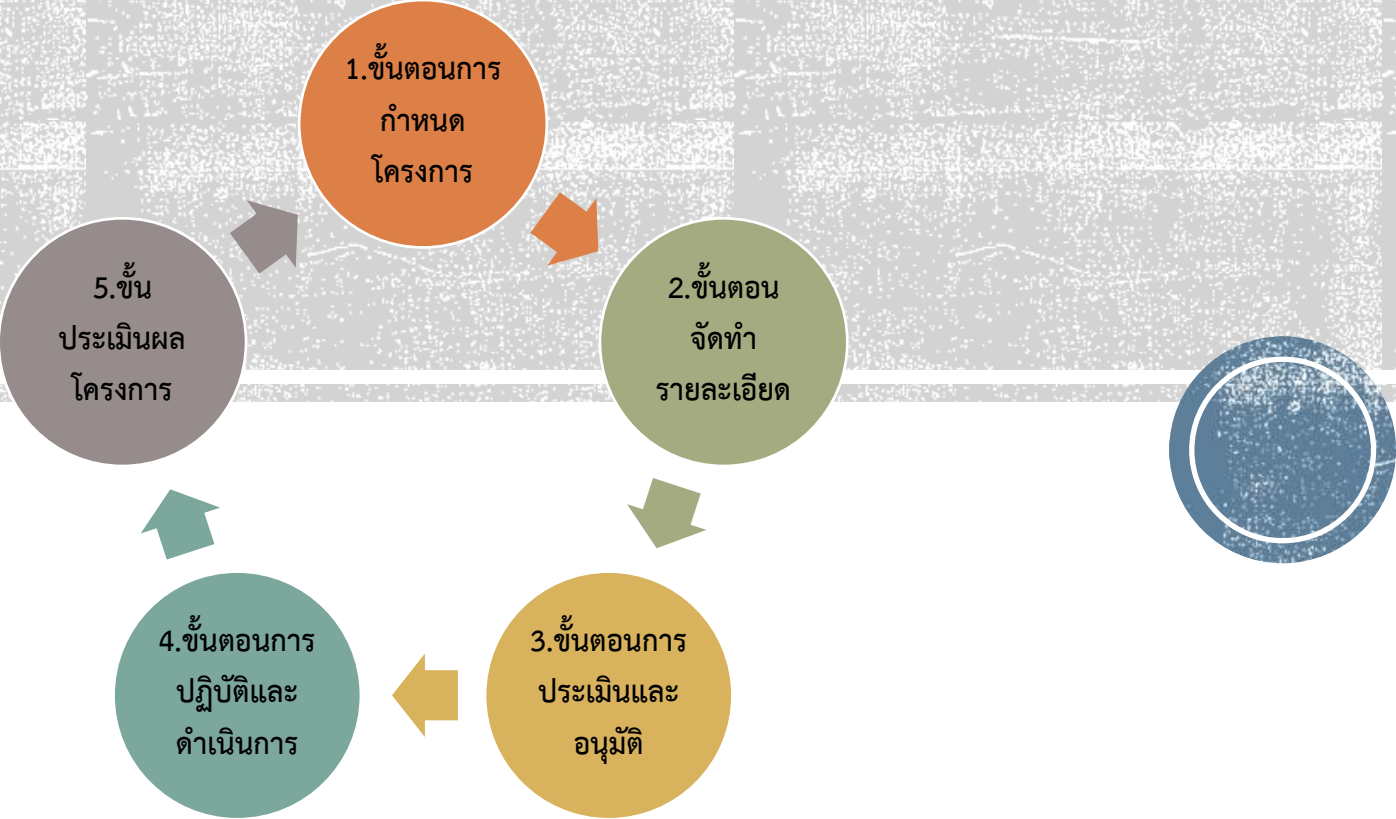 1.ขั้นตอนการ
กำหนด
โครงการ
2.ขั้นตอน
จัดทำ
รายละเอียด
3.ขั้นตอนการ
ประเมินและ
อนุมัติ
4.ขั้นตอนการ
ปฏิบัติและ
ดำเนินการ
5.ขั้น
ประเมินผล
โครงการ